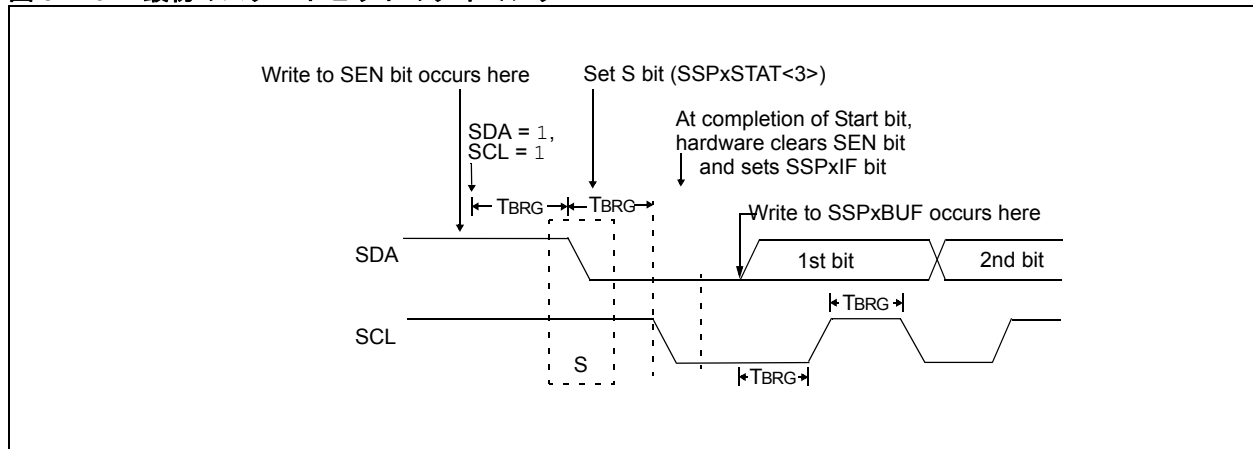 Write to SEN bit occurs here
Set S bit (SSPxSTAT<3>)
SDA = 1,
SCL = 1
At completion of Start bit,
hardware clears SEN bit
and sets SSPxIF bit
TBRG
TBRG
Write to SSPxBUF occurs here
SDA
1st bit
2nd bit
TBRG
SCL
S
TBRG